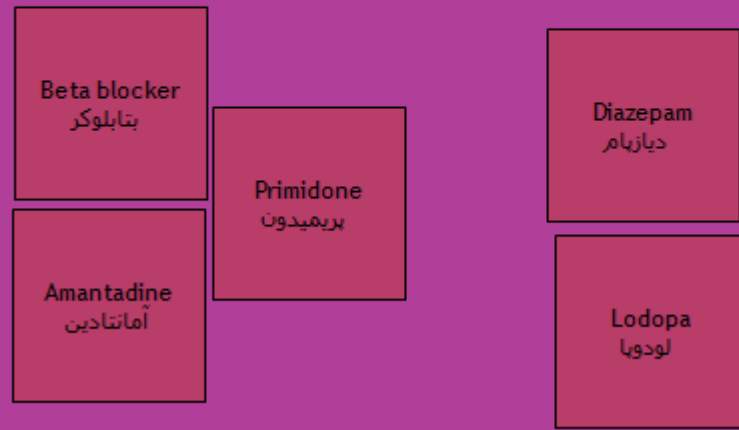 Beta blocker
بتابلوکر
Primidone
پریمیدون
Amantadine
آمانتادین
Diazepam
دیازپام
Lodopa
لودوپا